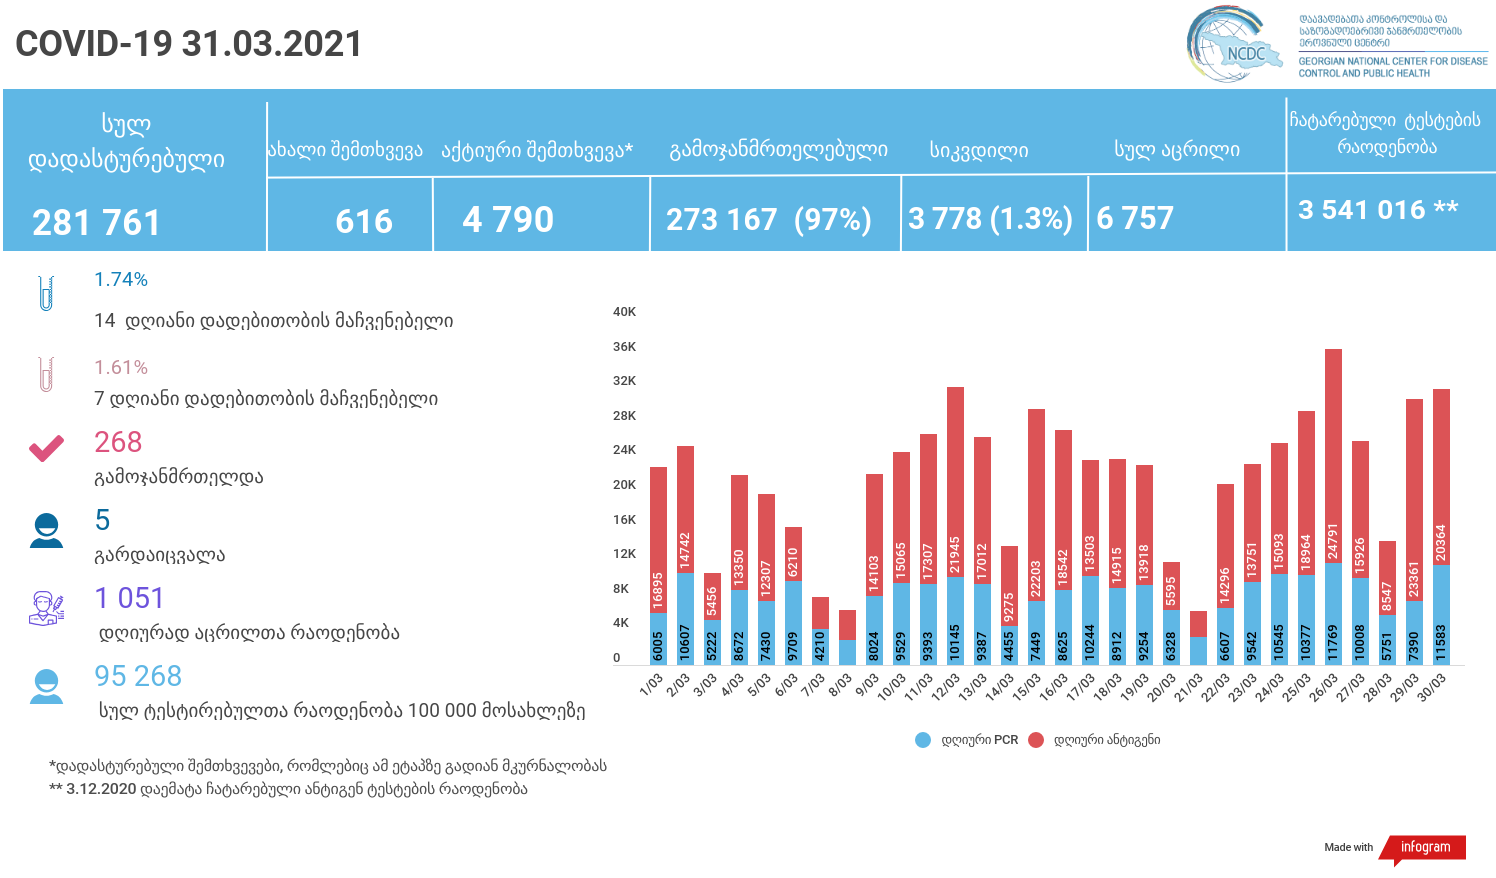 COVID-19 31.03.2021
დაავადებათა კონტროლისა და
საზოგადოებრივი ჯანმრთელობის
ეროვნული ცენტრი
NCDC
GEORGIAN NATIONAL CENTER FOR DISEASE
CONTROL AND PUBLIC HEALTH
სულ
დადასტურებული
281 761
ახალი შემთხვევა
616
აქტიური შემთხვევა*
4 790
გამოჯანმრთელებული
273 167 (97%)
სიკვდილი
3 778 (1.3%)
სულ აცრილი
6 757
ჩატარებული ტესტების
რაოდენობა
3 541 016 **
1.74%
14 დღიანი დადებითობის მაჩვენებელი
1.61%
7 დღიანი დადებითობის მაჩვენებელი
268
გამოჯანმრთელდა
5
გარდაიცვალა
1 051
დღიურად აცრილთა რაოდენობა
95 268
სულ ტესტირებულთა რაოდენობა 100 000 მოსახლეზე
*დადასტურებული შემთხვევები, რომლებიც ამ ეტაპზე გადიან მკურნალობას
** 3.12.2020 დაემატა ჩატარებული ანტიგენ ტესტების რაოდენობა
40K
36K
32K
28K
24K
20K
16K
12K
8K
4K
0
16895 14742 5456 13350 12307 6210 14103 15065 17307 21945 17012 9275 22203 18542 13503 14915 13918 5595 14296 13751 15093 18964 24791 15926 8547 23361 20364
6005 10607 5222 8672 7430 9709 4210 8024 9529 9393 10145 9387 4455 7449 8625 10244 8912 9254 6328 6607 9542 10545 10377 11769 10008 5751 7390 11583
1/03 2/03 3/03 4/03 5/03 6/03 7/03 8/03 9/03 10/03 11/03 12/03 13/03 14/03 15/03 16/03 17/03 18/03 19/03 20/03 21/03 22/03 23/03 24/03 25/03 26/03 27/03 28/03 29/03 30/03
დღიური PCR დღიური ანტიგენი
Made with infogram